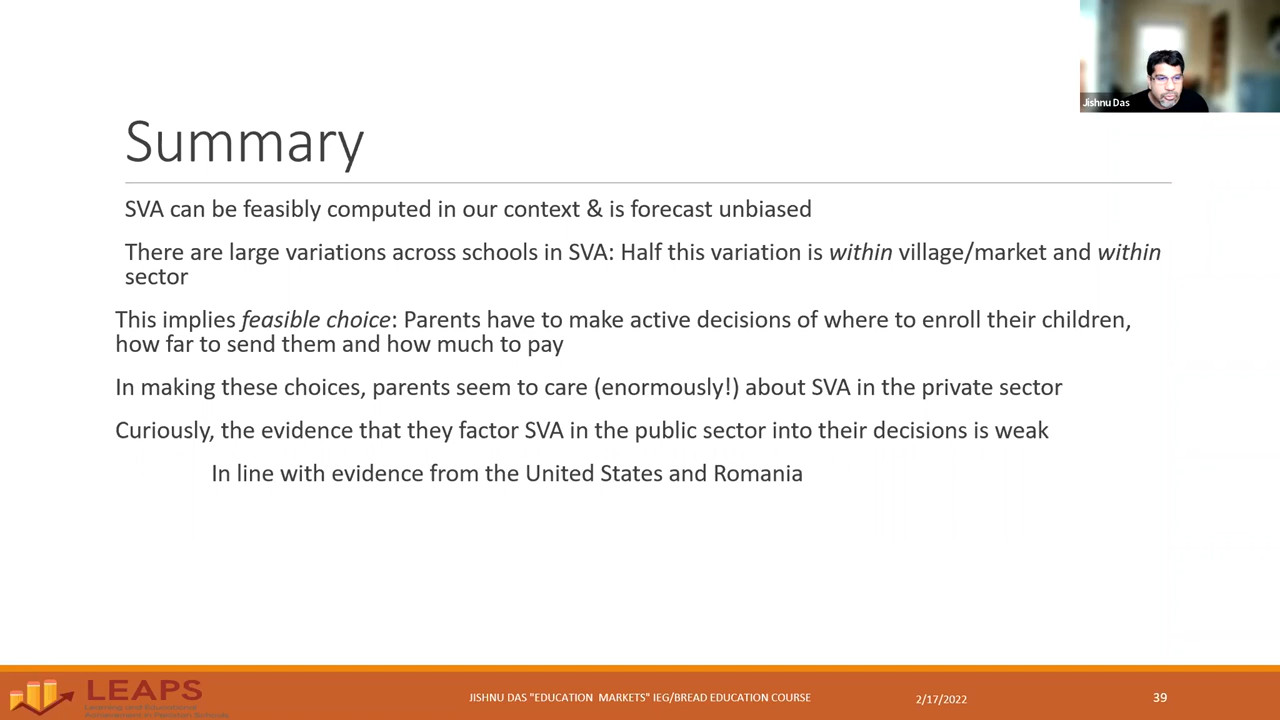 Jishnu Das
Summary
SVA can be feasibly computed in our context & is forecast unbiased
There are large variations across schools in SVA: Half this variation is within village/market and within
sector
This implies feasible choice: Parents have to make active decisions of where to enroll their children,
how far to send them and how much to pay
In making these choices, parents seem to care (enormously!) about SVA in the private sector
Curiously, the evidence that they factor SVA in the public sector into their decisions is weak
In line with evidence from the United States and Romania
LEAPS
Learning and Educational
Achievement in Pakistan Schools
JISHNU DAS "EDUCATION MARKETS" IEG/BREAD EDUCATION COURSE
2/17/2022
39